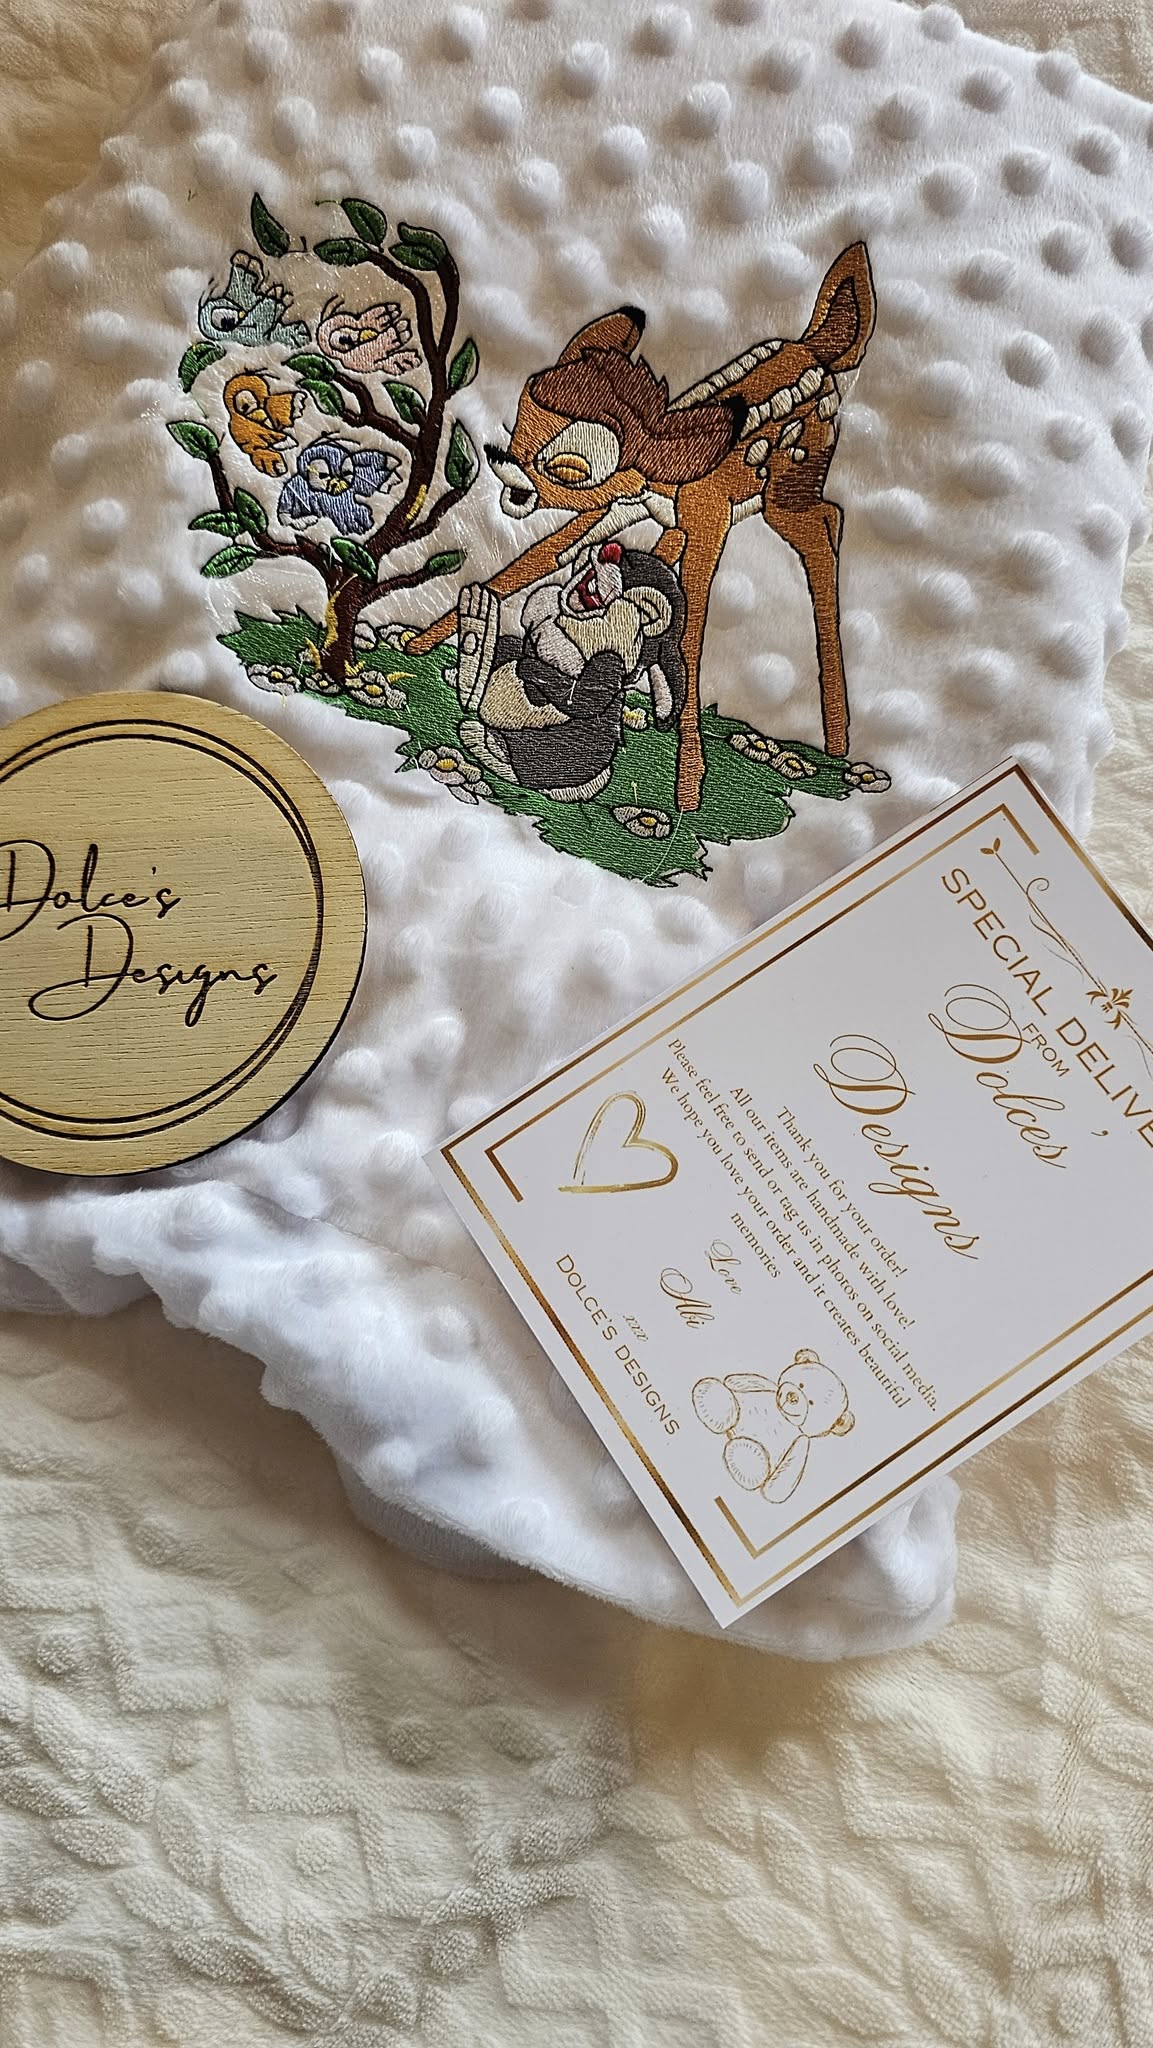 Dolce's
Designs
SPECIAL DELIVE
FROM
Dolces'
Designs
Thank you for your order!
All our items are handmade with love!
Please feel free to send or tag us in photos on social media.
We hope you love your order and it creates beautiful
memories
Love
Abi
xxx
DOLCE'S DESIGNS